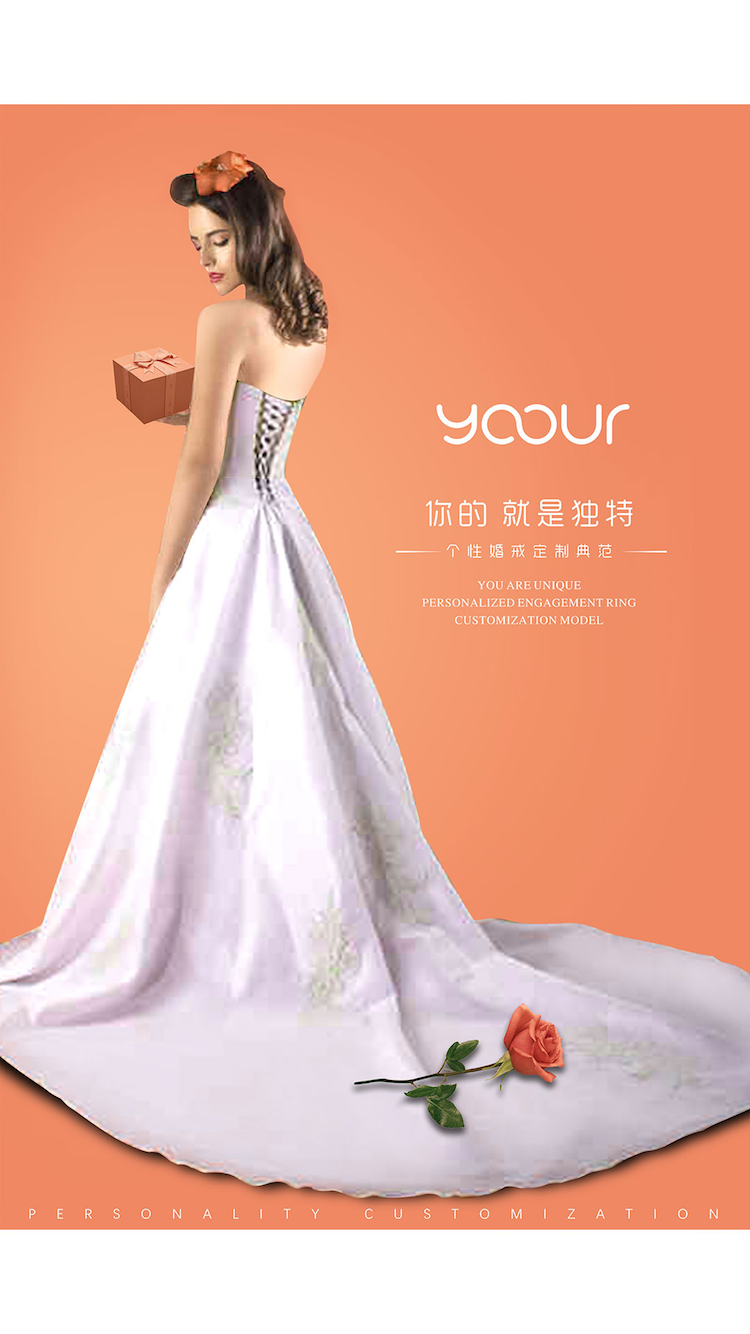 yoour
你的 就是独特
个性婚戒定制典范
YOU ARE UNIQUE
PERSONALIZED ENGAGEMENT RING
CUSTOMIZATION MODEL
PERSONALITY CUSTOMIZATION